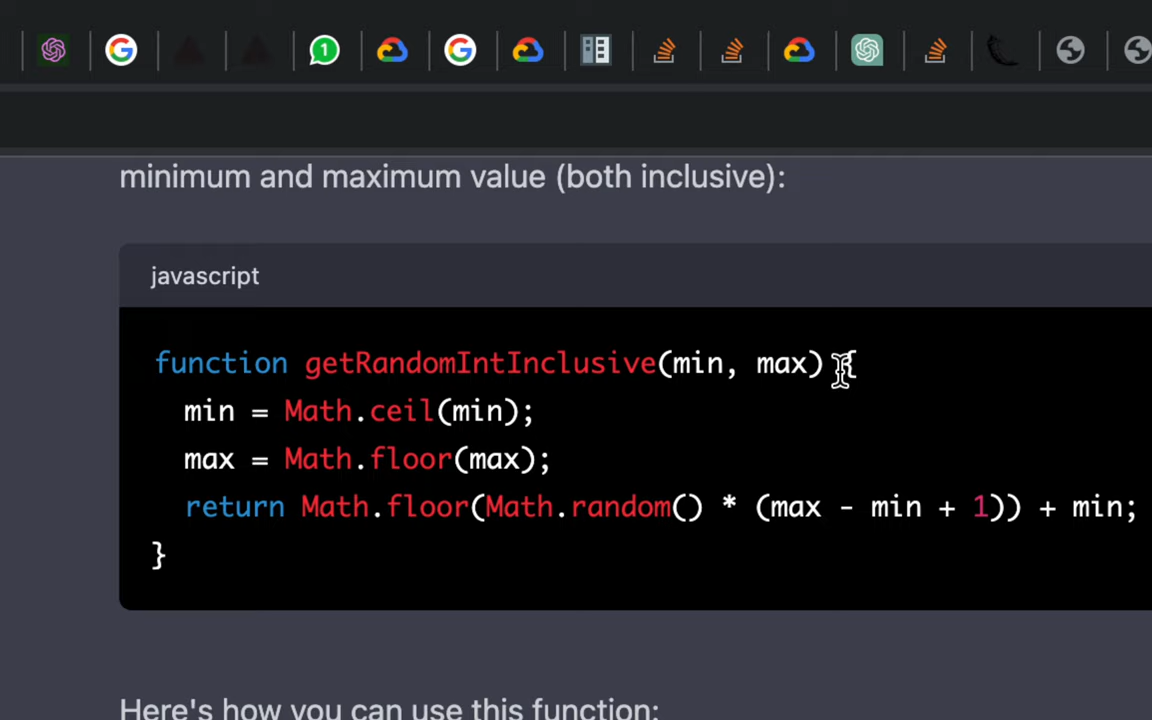 1
minimum and maximum value (both inclusive):
javascript
function getRandomIntInclusive(min, max) {
min = Math.ceil(min);
max = Math.floor(max);
return Math.floor(Math.random() * (max - min + 1)) + min;
}
Here's how you can use this function: